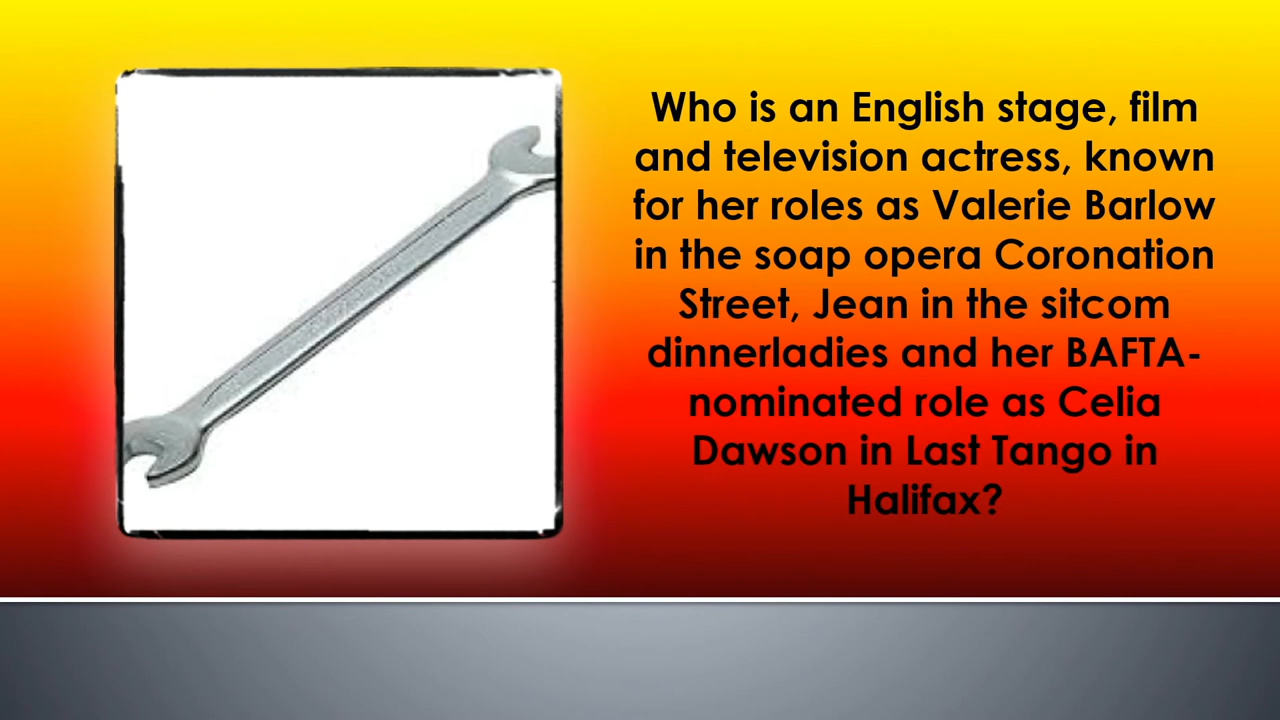 Who is an English stage, film
and television actress, known
for her roles as Valerie Barlow
in the soap opera Coronation
Street, Jean in the sitcom
dinnerladies and her BAFTA-
nominated role as Celia
Dawson in Last Tango in
Halifax?